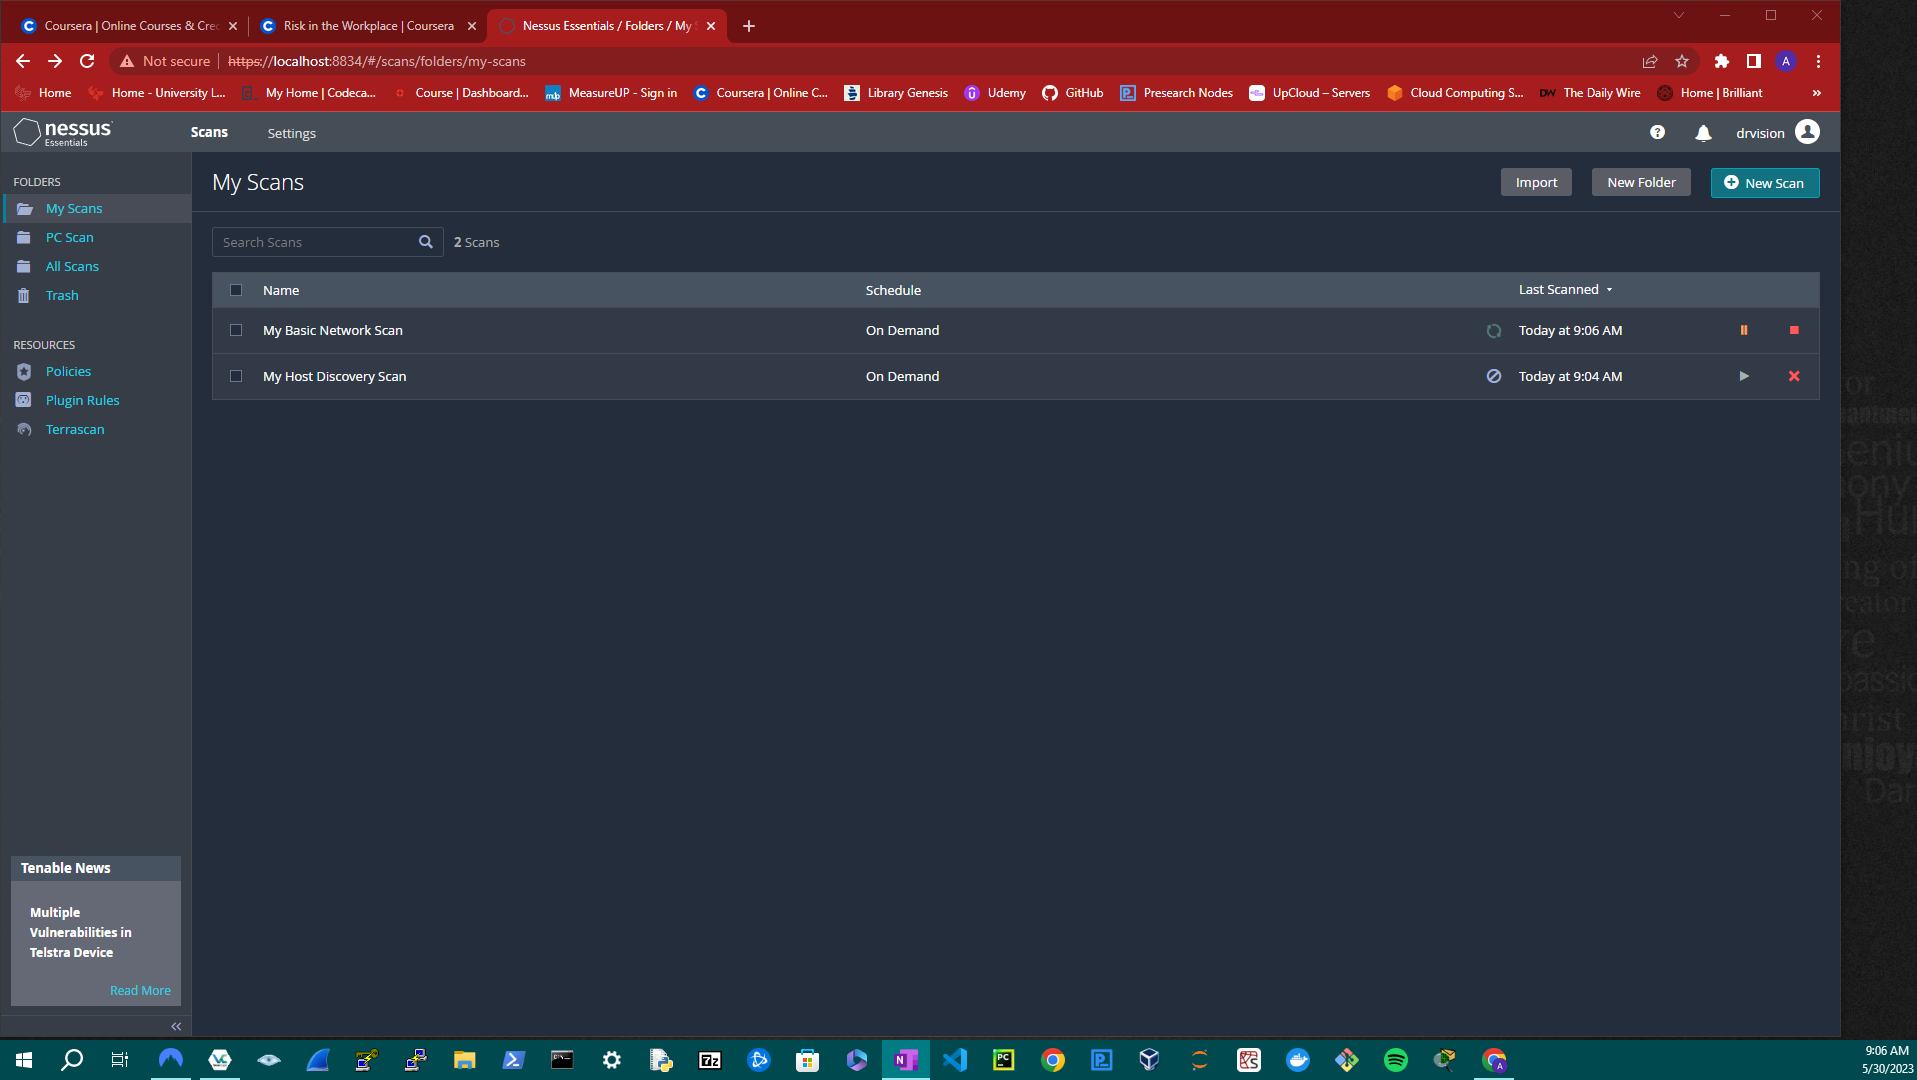 Coursera | Online Courses & Cre
Risk in the Workplace | Coursera
Nessus Essentials / Folders / My S
Not secure
https://localhost:8834/#/scans/folders/my-scans
A
Home
Home - University L...
My Home | Codeca...
Course | Dashboard...
MeasureUP - Sign in
Coursera | Online C...
Library Genesis
Udemy
GitHub
Presearch Nodes
UpCloud – Servers
Cloud Computing S...
DW The Daily Wire
Home | Brilliant
»
nessus
Essentials
Scans
Settings
drvision
FOLDERS
My Scans
PC Scan
All Scans
Trash
RESOURCES
Policies
Plugin Rules
Terrascan
My Scans
Import
New Folder
New Scan
Search Scans
2 Scans
Name
Schedule
Last Scanned
My Basic Network Scan
On Demand
Today at 9:06 AM
My Host Discovery Scan
On Demand
Today at 9:04 AM
Tenable News
Multiple
Vulnerabilities in
Telstra Device
Read More
9:06 AM
5/30/2023